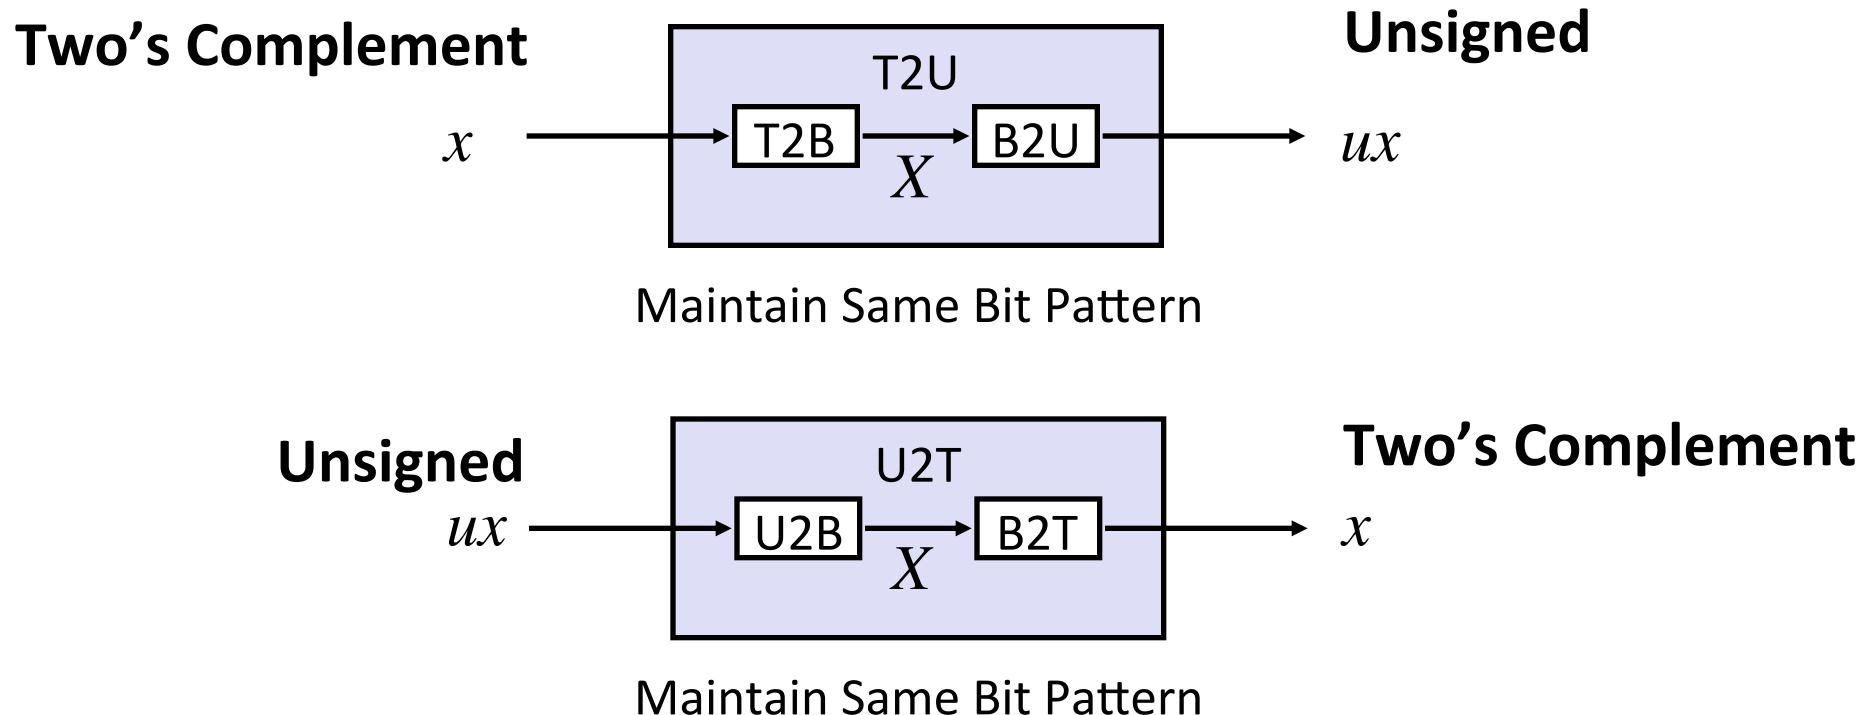 Two’s Complement
Unsigned
T2U
x
T2B
X
B2U
ux
Maintain Same Bit Pattern
Unsigned
Two’s Complement
U2T
ux
U2B
X
B2T
x
Maintain Same Bit Pattern